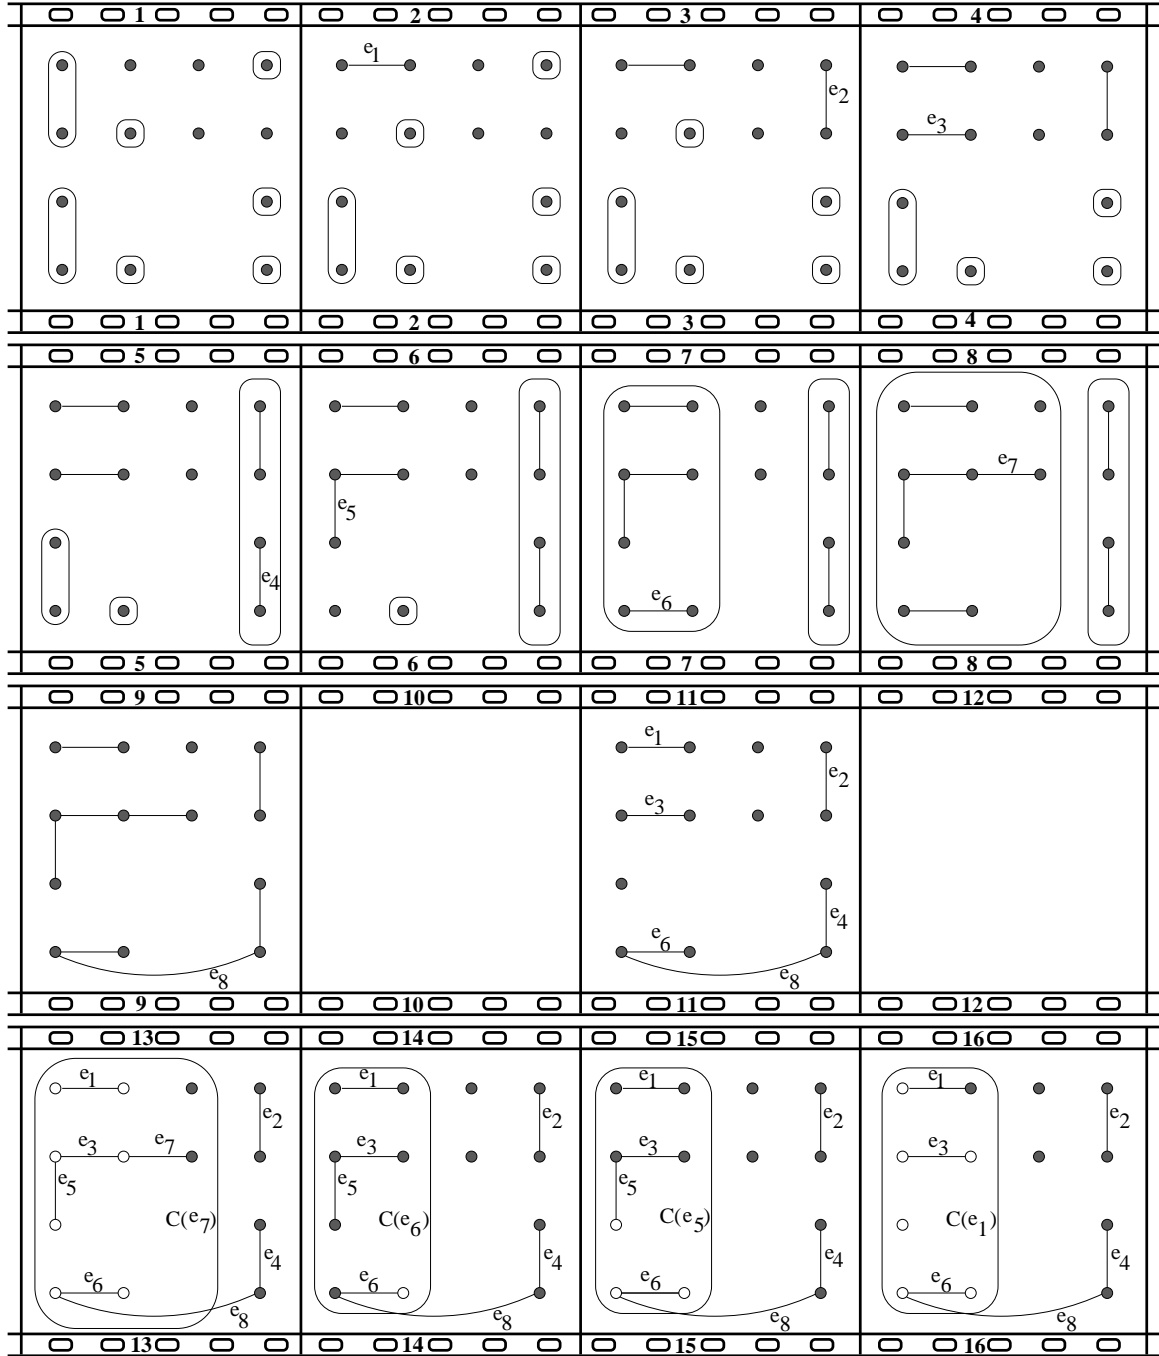 1 2 3 4
e1
e2
e3
1 2 3 4
5 6 7 8
e7
e5
e4
e6
5 6 7 8
9 10 11 12
e1
e2
e3
e4
e6
e8 e8
9 10 11 12
13 14 15 16
e1 e1 e1 e1
e2 e2 e2
e3 e7 e3 e3 e3
e5 e5 e5
C(e7) C(e6) C(e5) C(e1)
e4 e4 e4
e6 e6 e6 e6
e8 e8 e8 e8
13 14 15 16